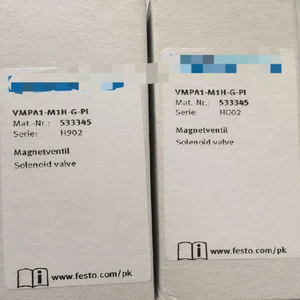 VMPA1-M1H-G-PI
Mat.-Nr.: 533345
Serie: H902
Magnetventil
Solenoid valve
i www.festo.com/pk
VMPA1-M1H-G-PI
Mat.-Nr.: 533345
Serie: HD02
Magnetventil
Solenoid valve
i www.festo.com/pk